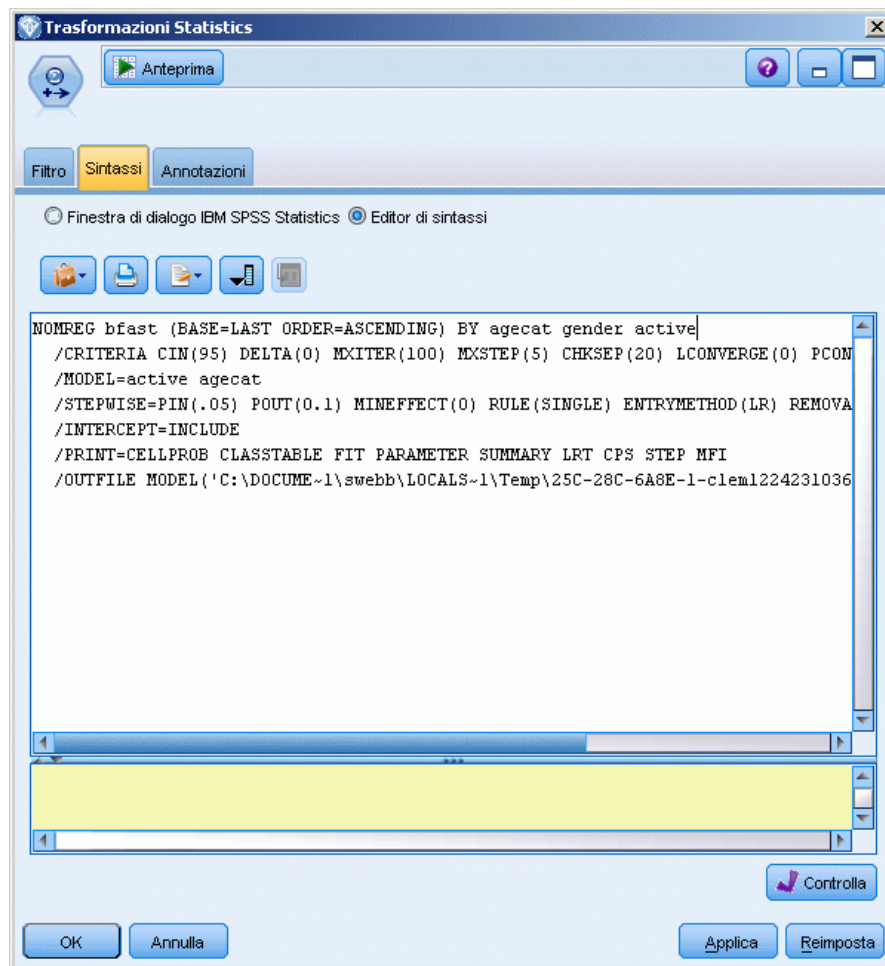 Trasformazioni Statistics
Anteprima
Filtro Sintassi Annotazioni
Finestra di dialogo IBM SPSS Statistics Editor di sintassi
NOMREG bfast (BASE=LAST ORDER=ASCENDING) BY agecat gender active
/CRITERIA CIN(95) DELTA(0) MXITER(100) MXSTEP(5) CHKSEP(20) LCONVERGE(0) PCON
/MODEL=active agecat
/STEPWISE=PIN(.05) POUT(0.1) MINEFFECT(0) RULE(SINGLE) ENTRYMETHOD(LR) REMOVA
/INTERCEPT=INCLUDE
/PRINT=CELLPROB CLASSTABLE FIT PARAMETER SUMMARY LRT CPS STEP MFI
/OUTFILE MODEL('C:\DOCUME~1\swebb\LOCALS~1\Temp\25C-28C-6A8E-1-clem1224231036
Controlla
OK Annulla Applica Reimposta